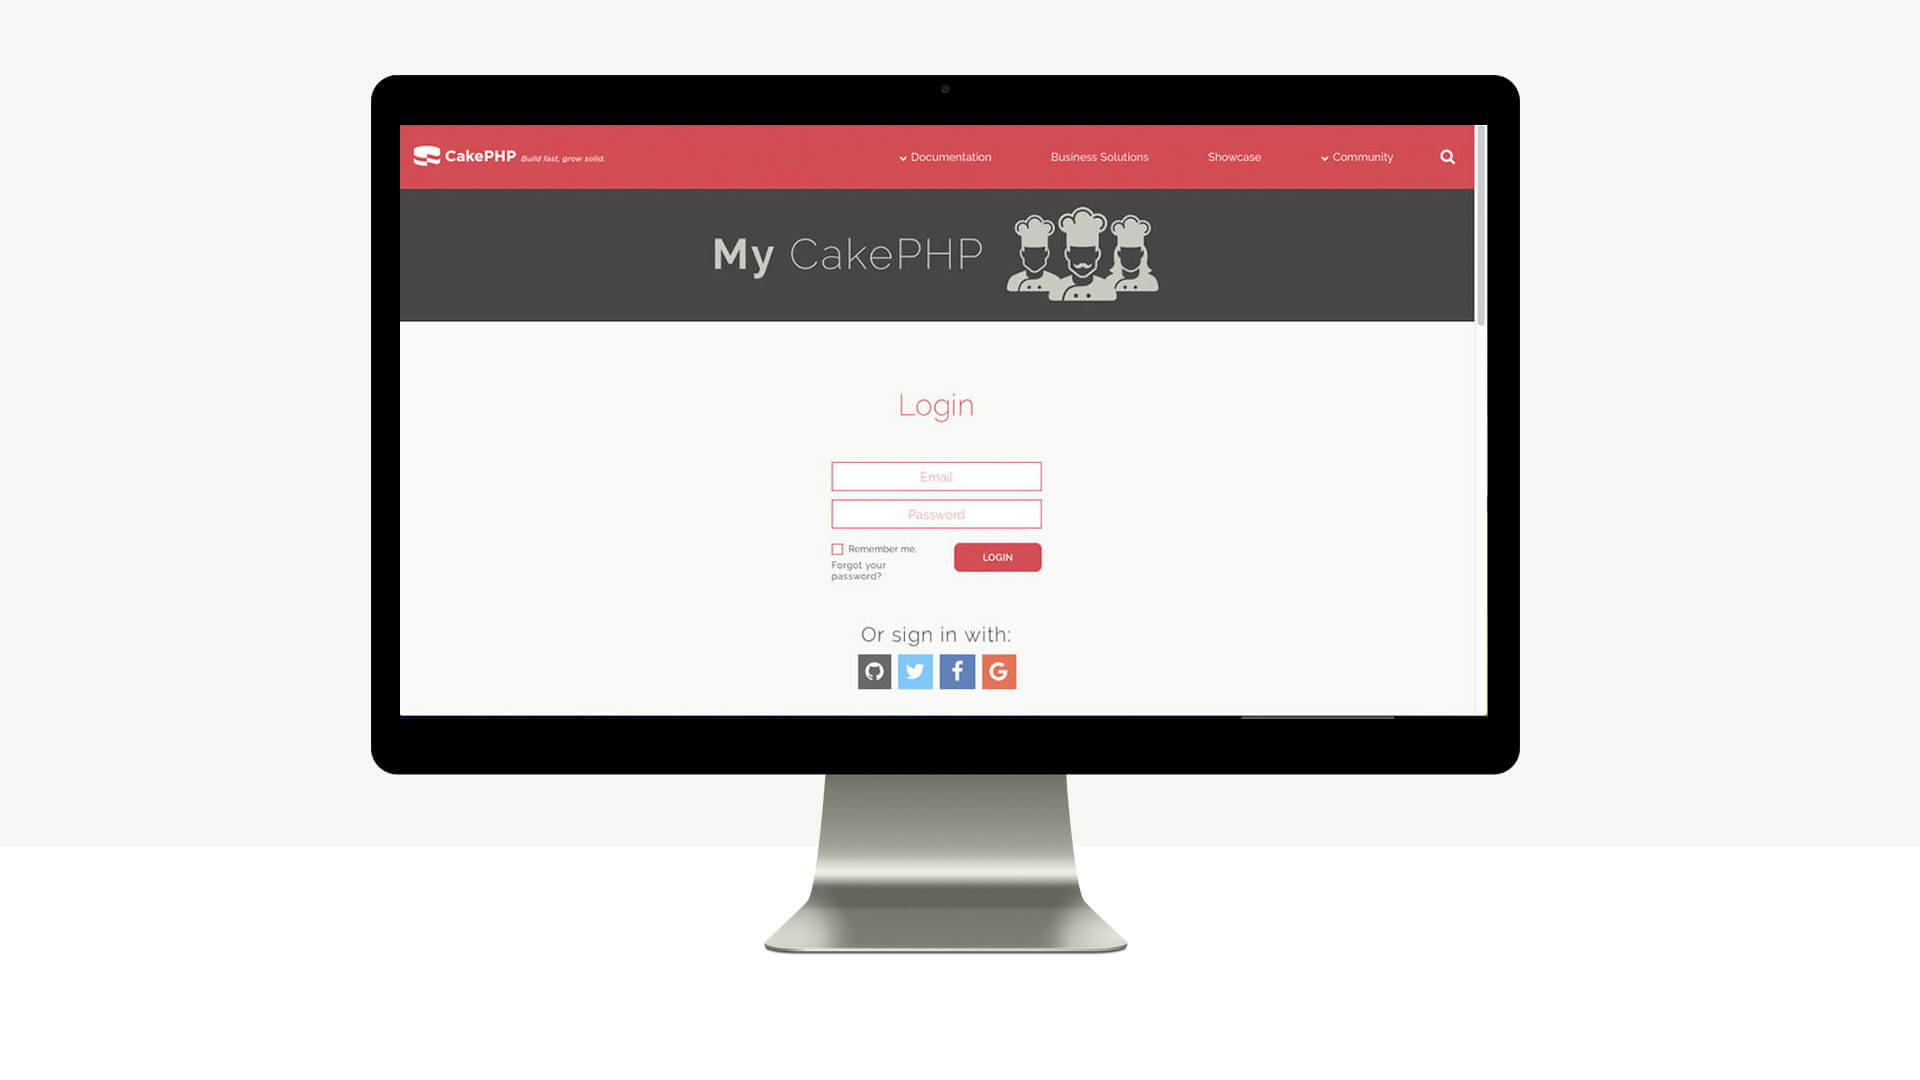 CakePHP Build fast, grow solid.
Documentation
Business Solutions
Showcase
Community
My CakePHP
Login
Email
Password
Remember me.
LOGIN
Forgot your
password?
Or sign in with: